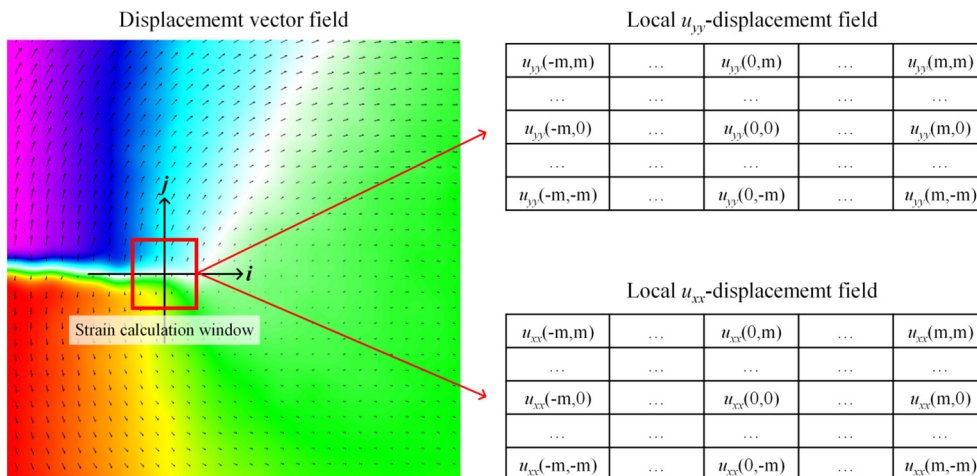 Displacememt vector field
j
i
Strain calculation window
Local u_yy-displacememt field
u_yy(-m,m) … u_yy(0,m) … u_yy(m,m)
… … …
u_yy(-m,0) … u_yy(0,0) … u_yy(m,0)
… … …
u_yy(-m,-m) … u_yy(0,-m) … u_yy(m,-m)
Local u_xx-displacememt field
u_xx(-m,m) … u_xx(0,m) … u_xx(m,m)
… … …
u_xx(-m,0) … u_xx(0,0) … u_xx(m,0)
… … …
u_xx(-m,-m) … u_xx(0,-m) … u_xx(m,-m)